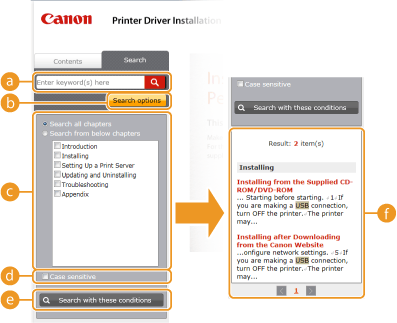 Canon Printer Driver Installation
Contents Search
a
Enter keyword(s) here
b
Search options
Search all chapters
Search from below chapters
Introduction
Installing
Setting Up a Print Server
Updating and Uninstalling
Troubleshooting
Appendix
c
d
Case sensitive
e
Search with these conditions
Case sensitive
Search with these conditions
Result: 2 item(s)
Installing
Installing from the Supplied CD-
ROM/DVD-ROM
... Starting before starting. -1-If
you are making a USB connection,
turn OFF the printer.-The printer
may...
Installing after Downloading
from the Canon Website
...onfigure network settings. -5-If
you are making a USB connection,
turn OFF the printer.-The printer
may...
1
f